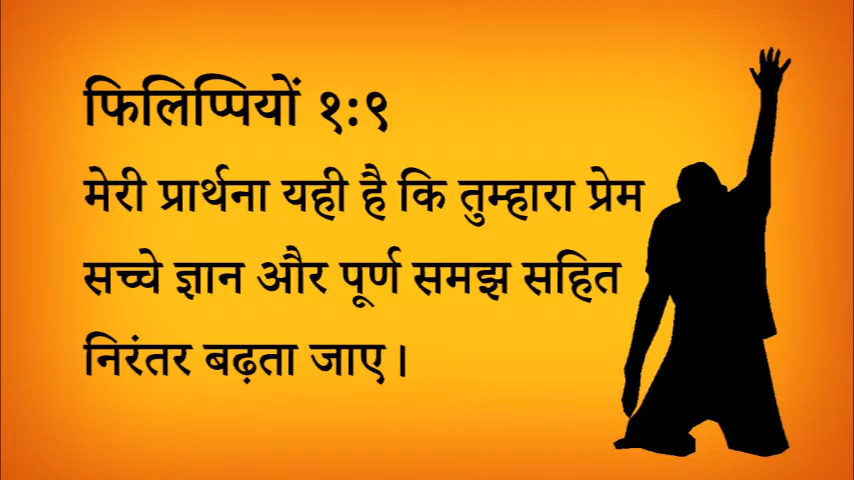 फिलिप्पियों १:९
मेरी प्रार्थना यही है कि तुम्हारा प्रेम
सच्चे ज्ञान और पूर्ण समझ सहित
निरंतर बढ़ता जाए।